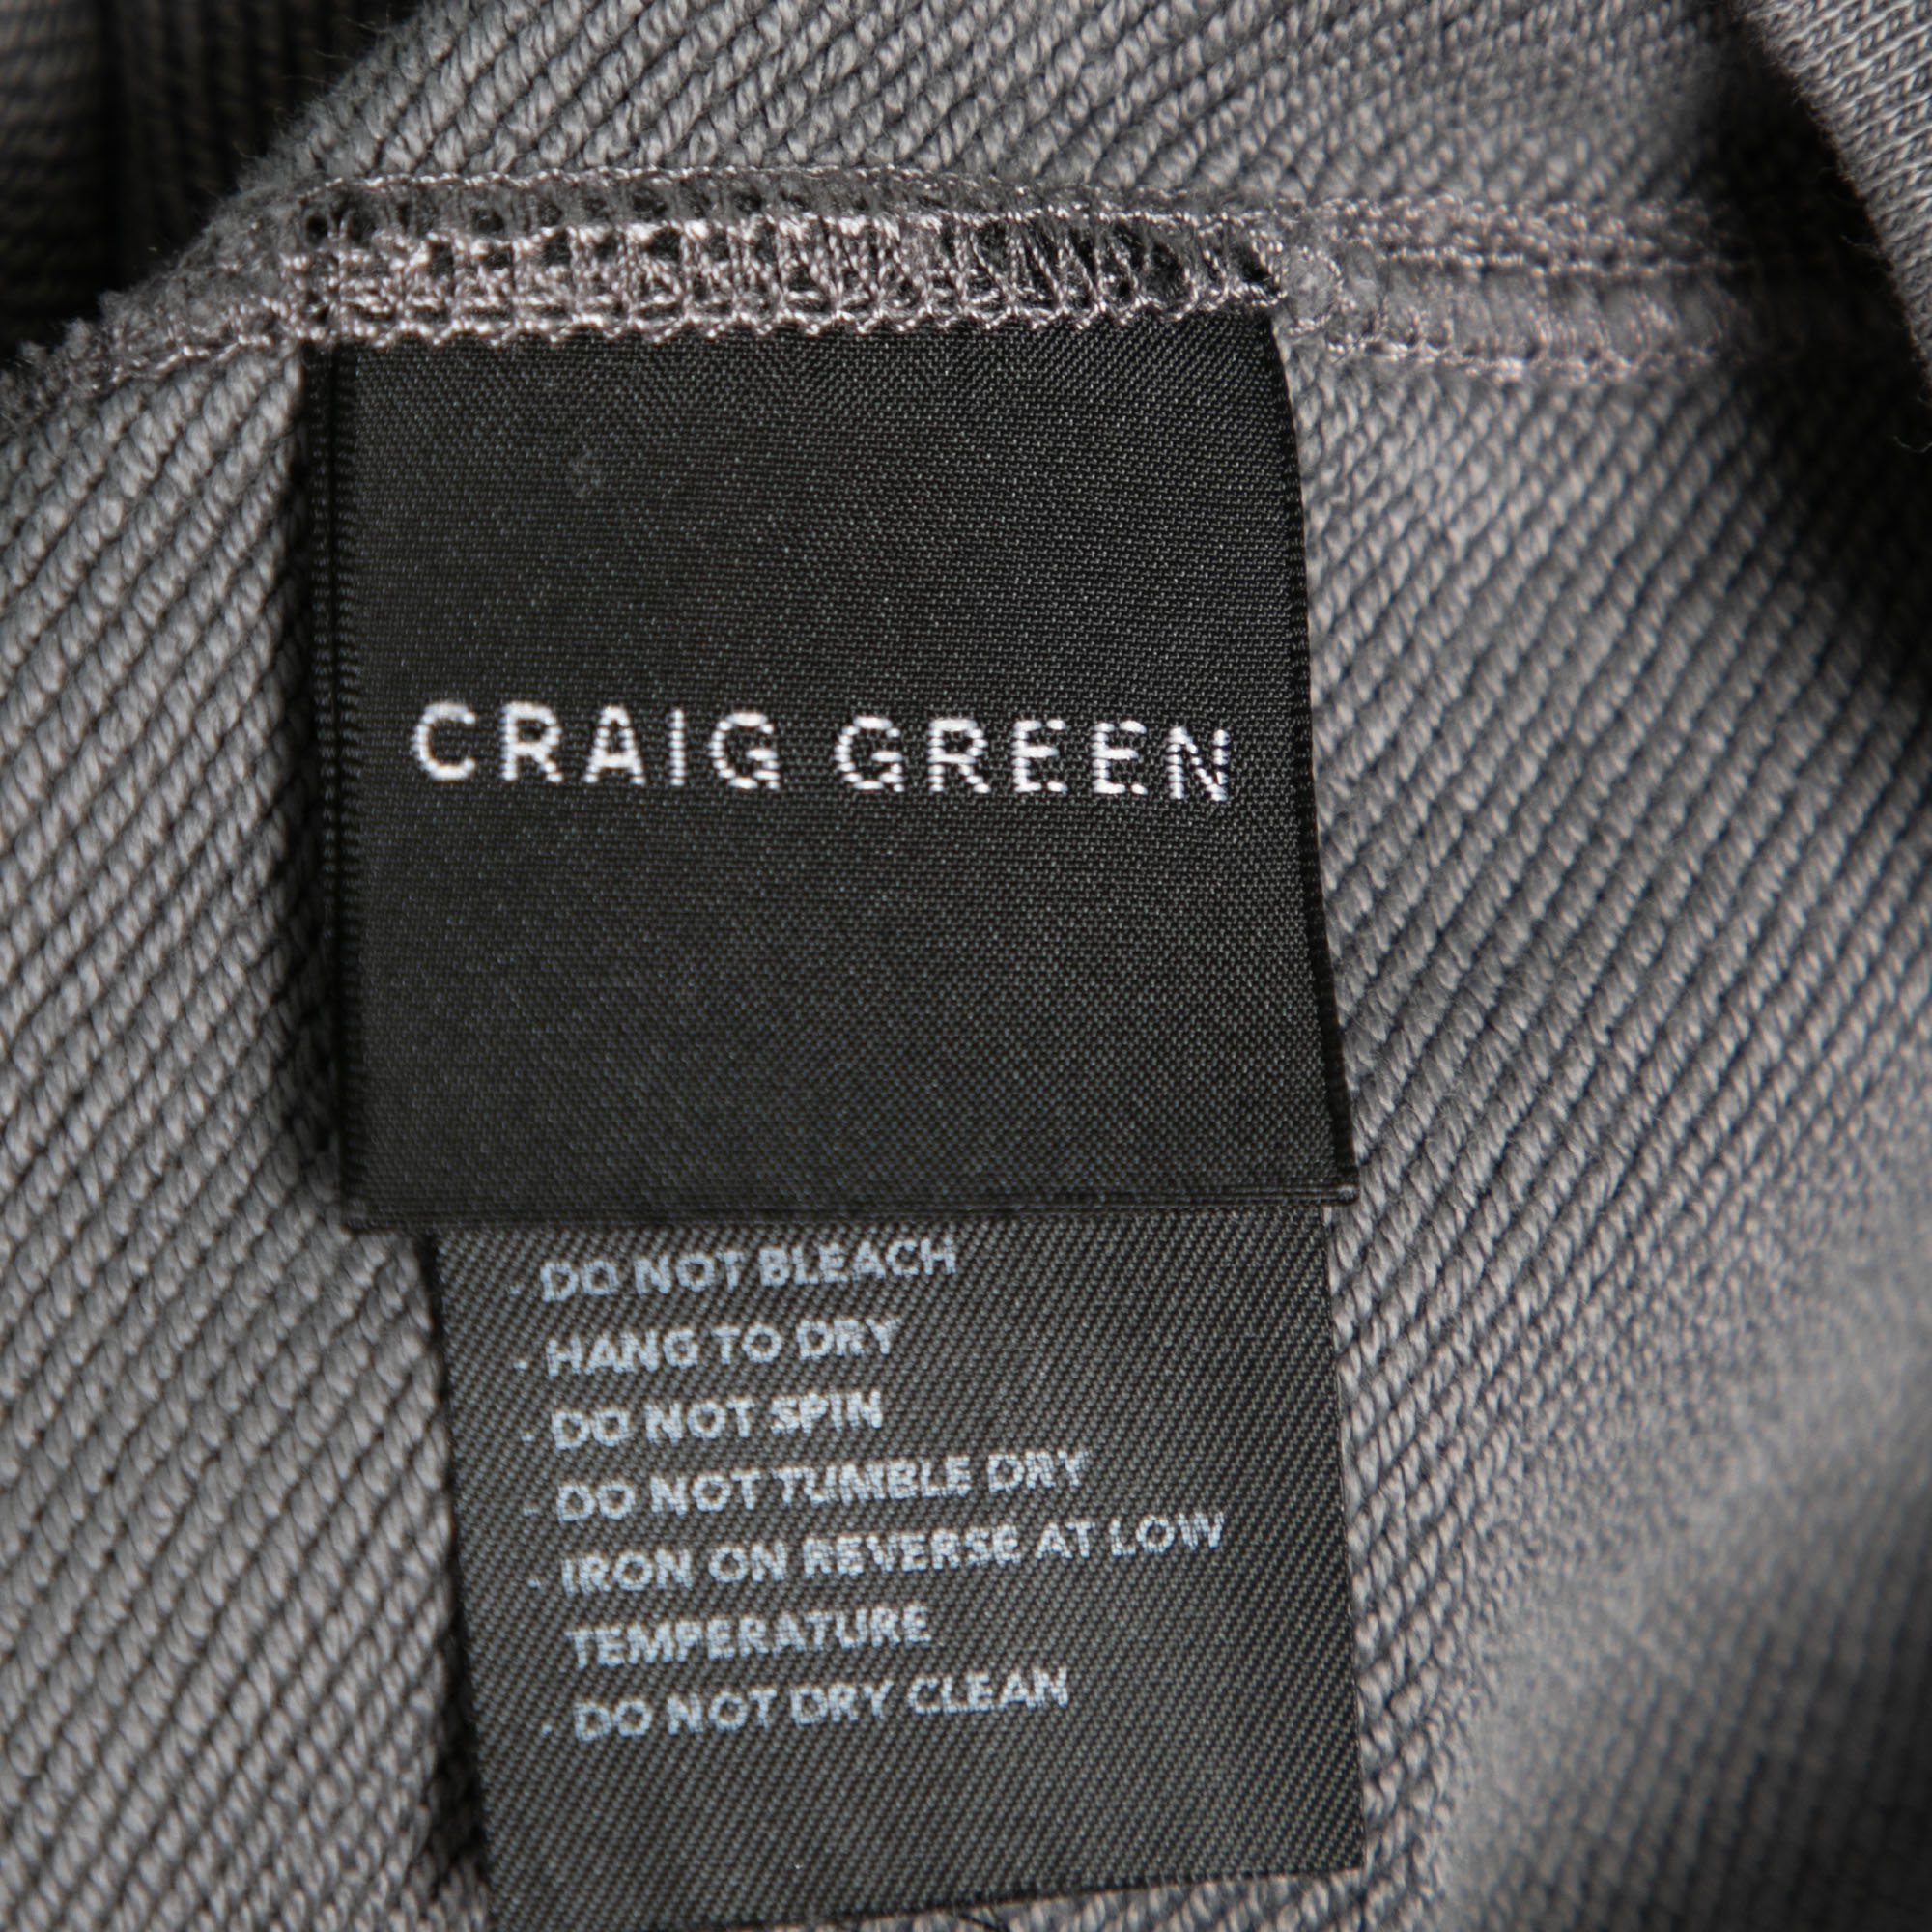 CRAIG GREEN
- DO NOT BLEACH
- HANG TO DRY
- DO NOT SPIN
- DO NOT TUMBLE DRY
- IRON ON REVERSE AT LOW
TEMPERATURE
- DO NOT DRY CLEAN